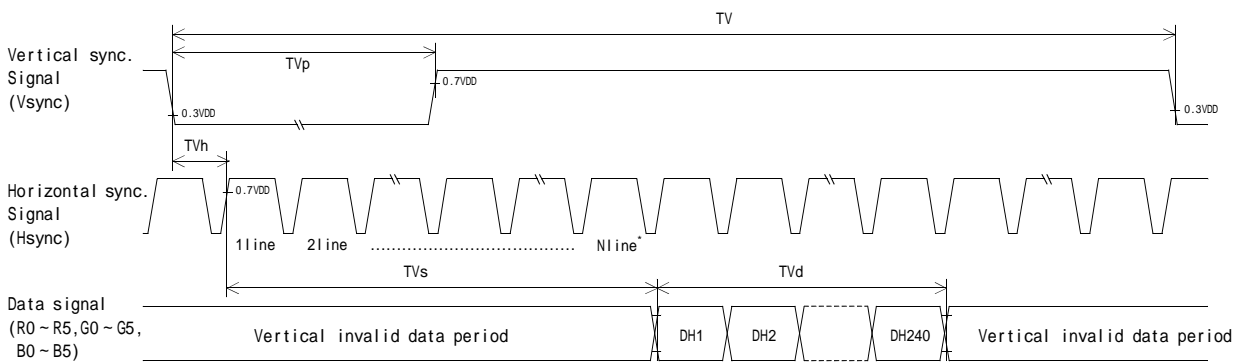 TV
TVp
Vertical sync.
Signal
(Vsync)
0.7VDD
0.3VDD
0.3VDD
TVh
Horizontal sync.
Signal
(Hsync)
0.7VDD
1line 2line ...................................... Nline*
TVs TVd
Data signal
(R0~R5,G0~G5,
B0~B5)
Vertical invalid data period DH1 DH2 DH240 Vertical invalid data period